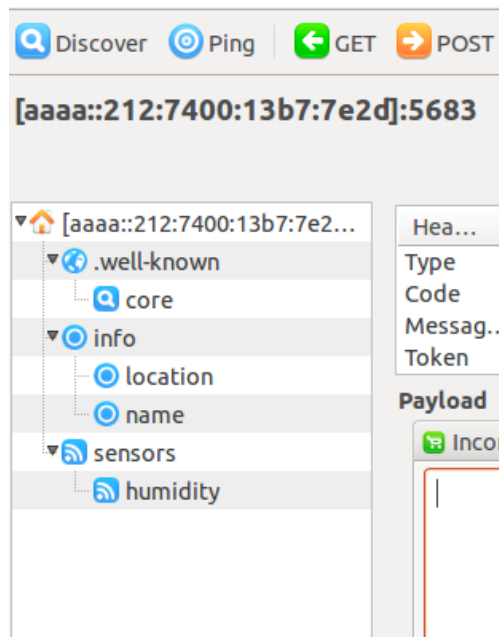 Discover Ping GET POST
[aaaa::212:7400:13b7:7e2d]:5683
[aaaa::212:7400:13b7:7e2...
Hea...
.well-known
Type
core
Code
info
Messag...
location
Token
name
Payload
sensors
Incor
humidity